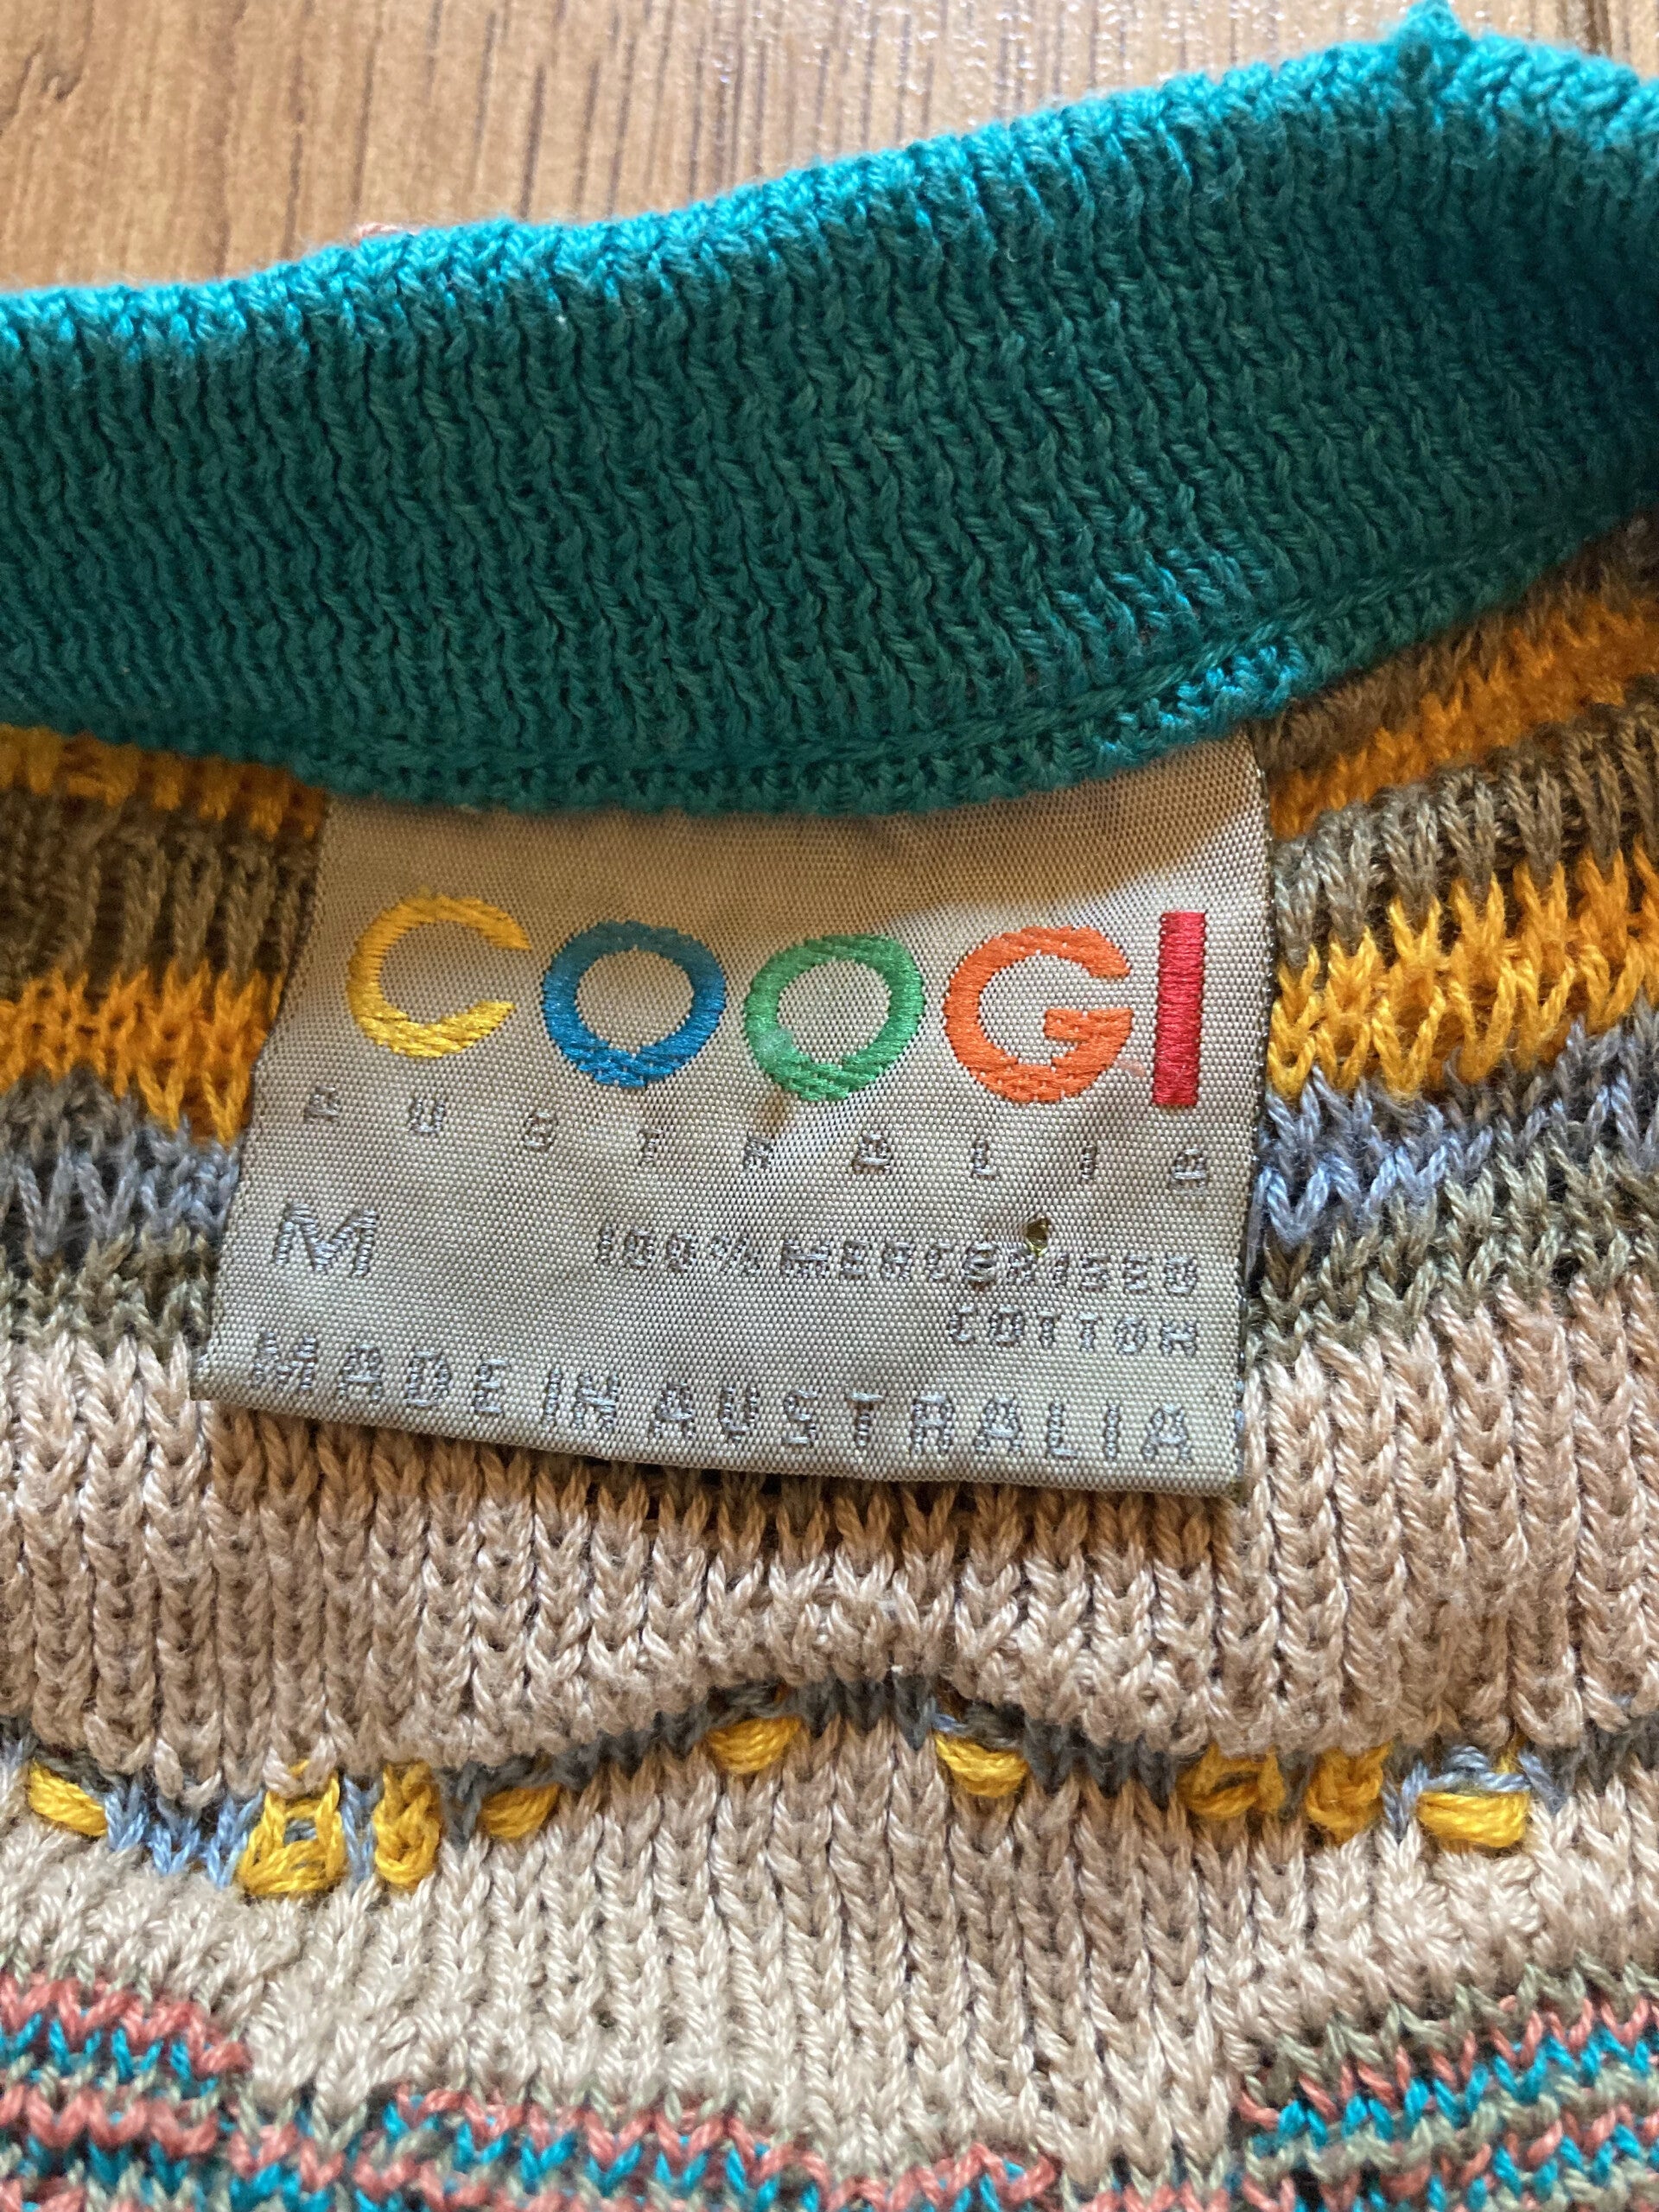 COOGI
AUSTRALIA
M 100% MERCERISED
COTTON
MADE IN AUSTRALIA